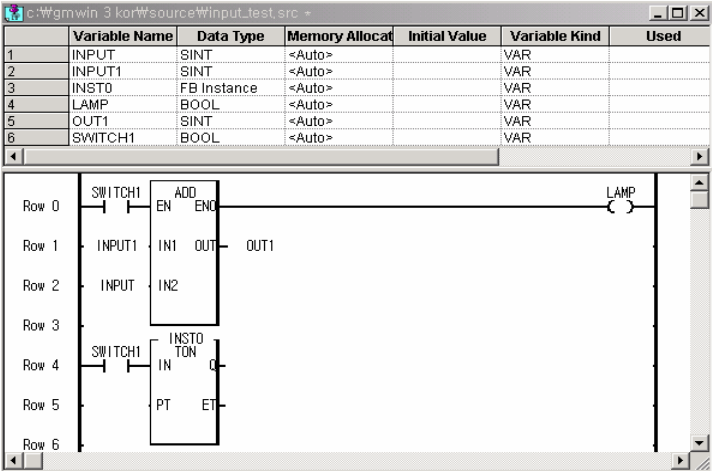 c:₩gmwin 3 kor₩source₩input_test.src *
Variable Name Data Type Memory Allocat Initial Value Variable Kind Used
1 INPUT SINT <Auto> VAR
2 INPUT1 SINT <Auto> VAR
3 INST0 FB Instance <Auto> VAR
4 LAMP BOOL <Auto> VAR
5 OUT1 SINT <Auto> VAR
6 SWITCH1 BOOL <Auto> VAR
SWITCH1 ADD LAMP
Row 0 EN ENO
Row 1 INPUT1 IN1 OUT OUT1
Row 2 INPUT IN2
Row 3
INST0
SWITCH1 TON
Row 4 IN Q
Row 5 PT ET
Row 6